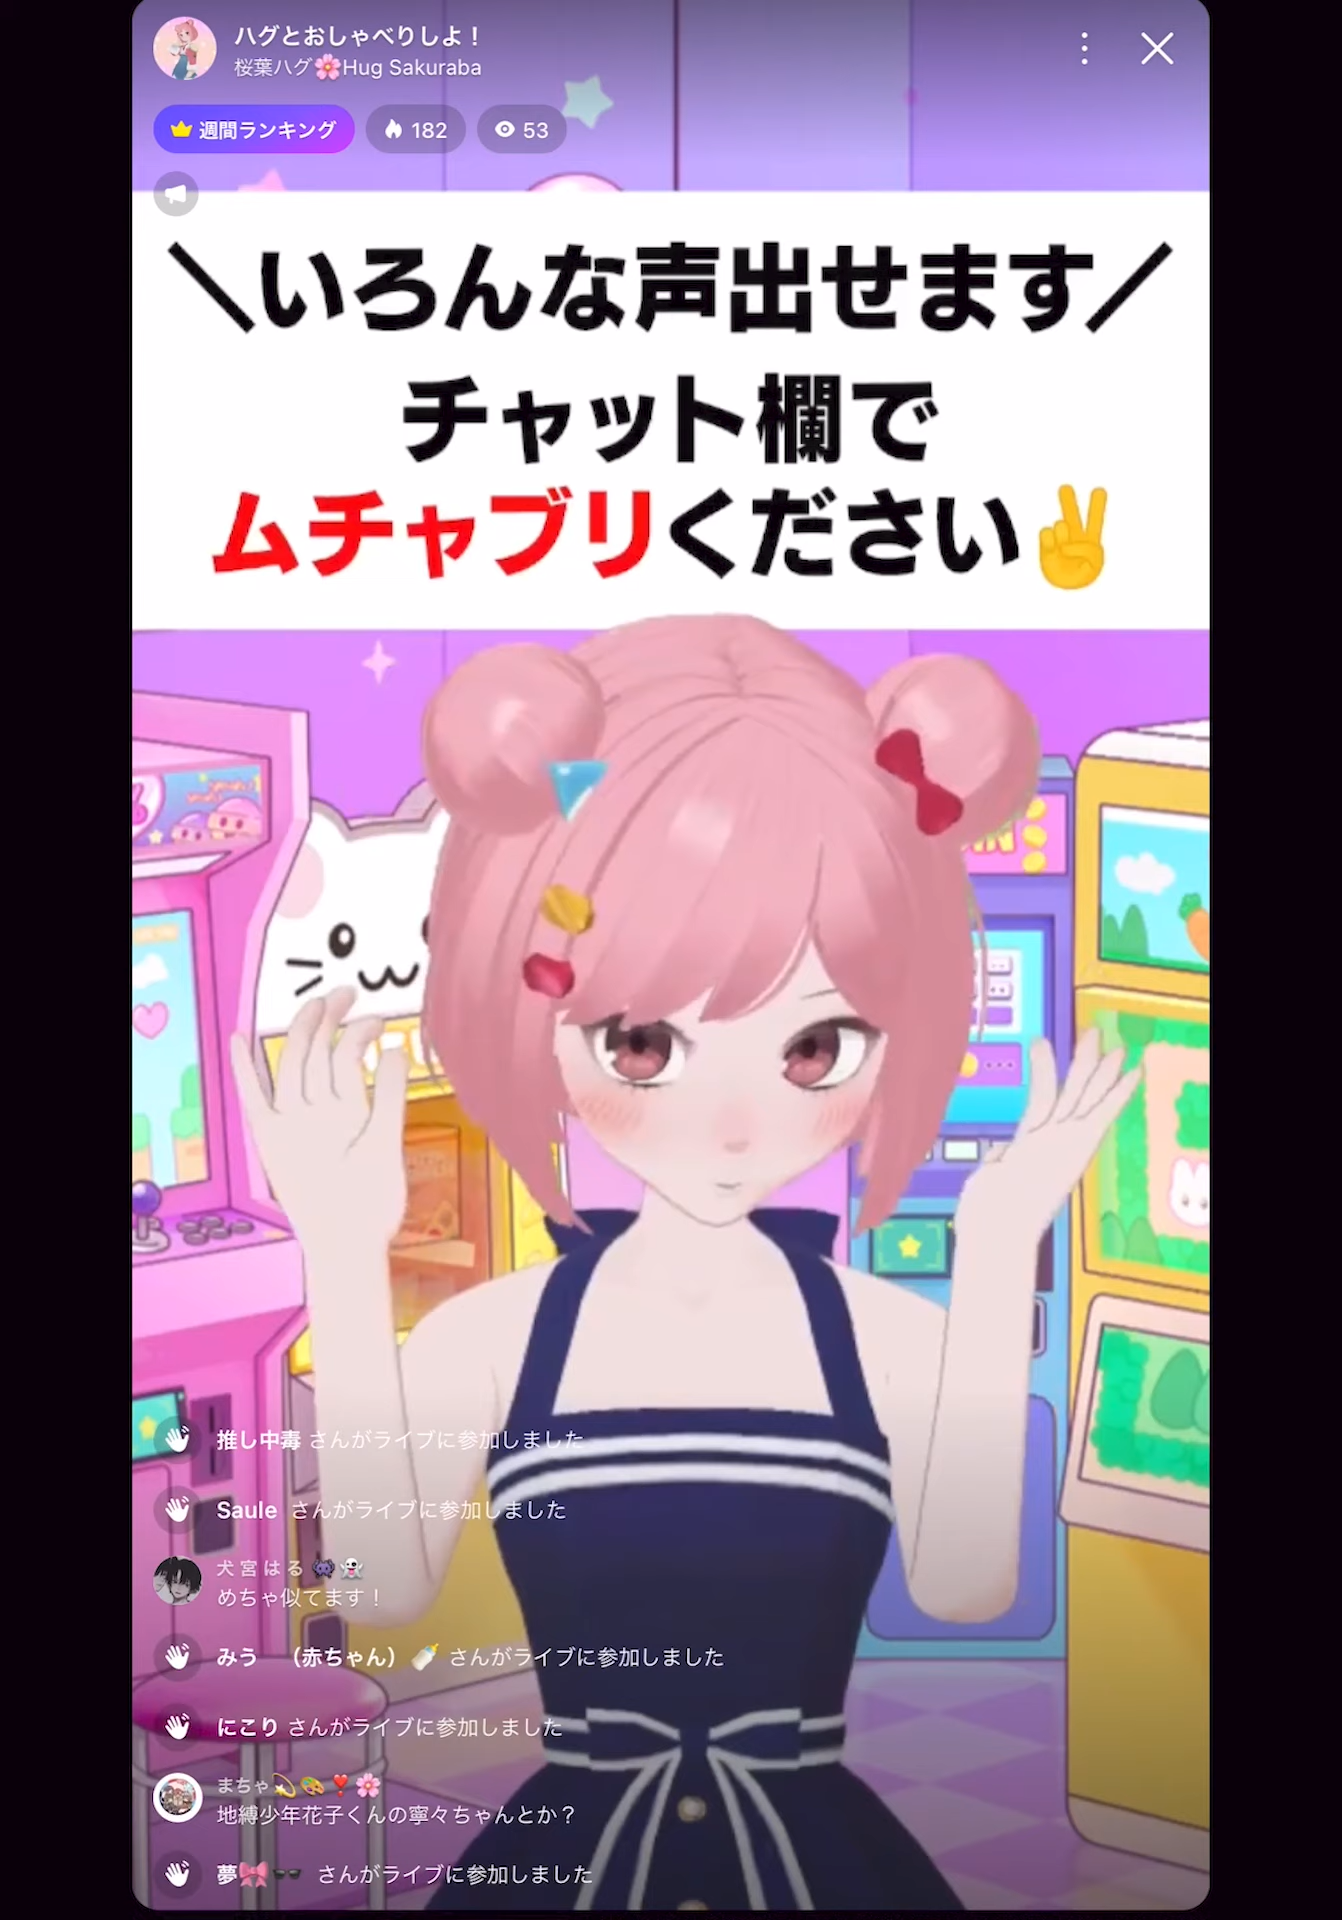 ハグとおしゃべりしよ！
桜葉ハグ🌸Hug Sakuraba
週間ランキング
182
53
＼いろんな声出せます／
チャット欄で
ムチャブリください✌️
推し中毒 さんがライブに参加しました
Saule さんがライブに参加しました
犬宮はる👾👻
めちゃ似てます！
みう （赤ちゃん）🍼 さんがライブに参加しました
にこり さんがライブに参加しました
まちゃ💫🎨❣️🌸
地縛少年花子くんの寧々ちゃんとか？
夢🎀🕶️ さんがライブに参加しました